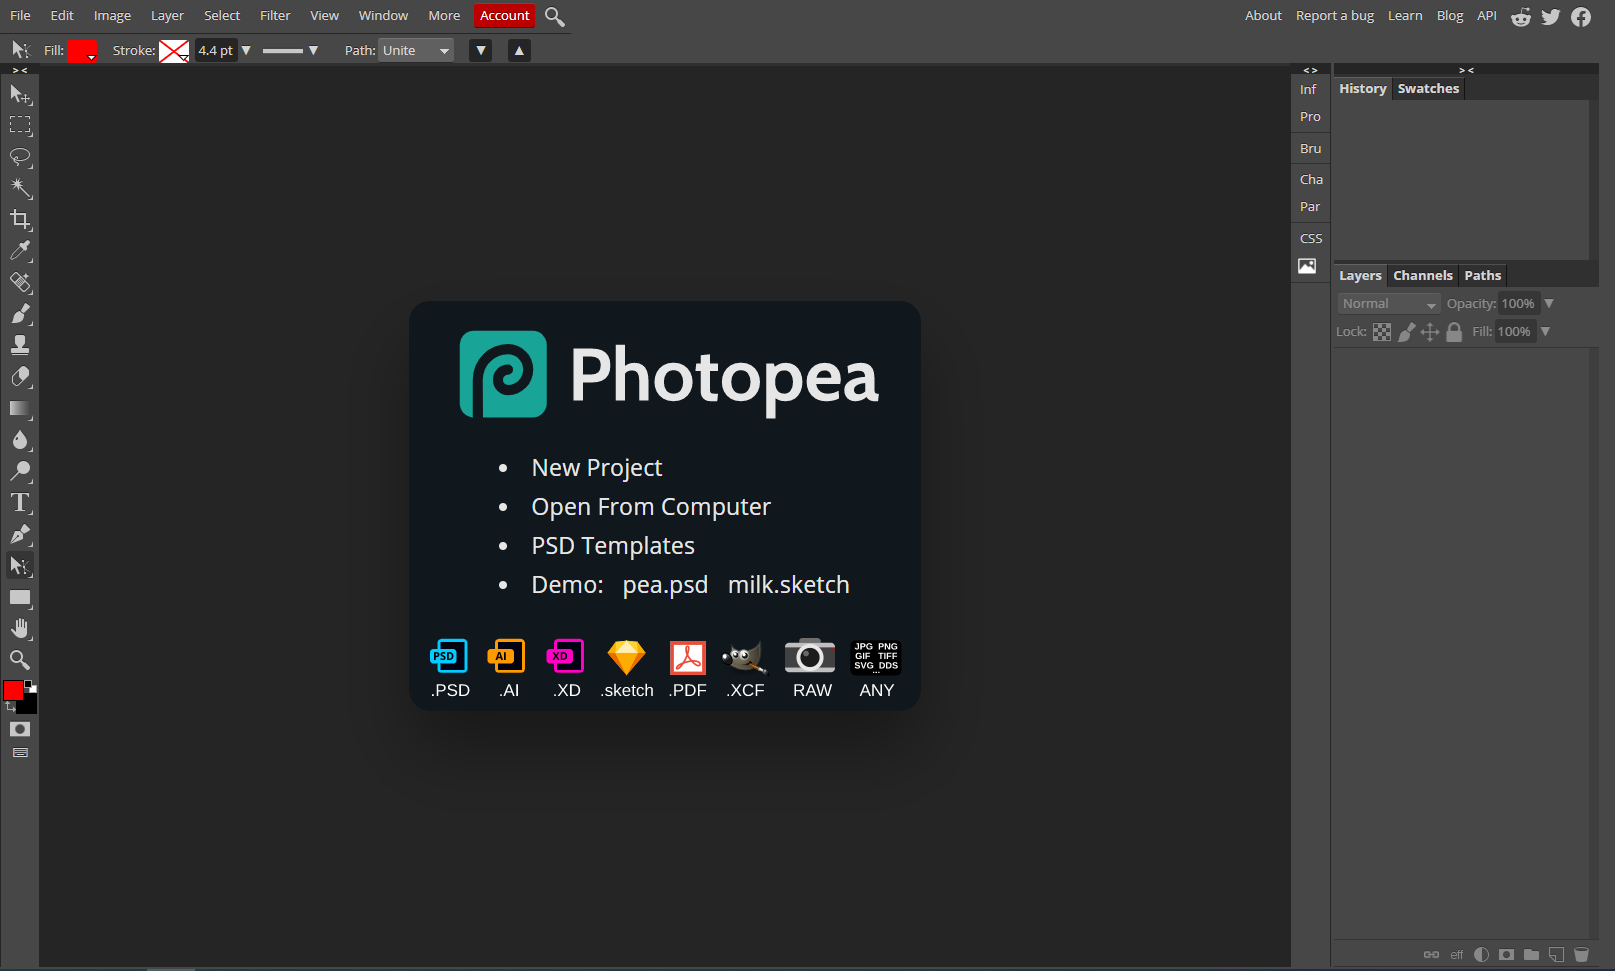 File Edit Image Layer Select Filter View Window More Account About Report a bug Learn Blog API
Fill: Stroke: 4.4 pt Path: Unite
> <
< >
> <
Inf
Pro
Bru
Cha
Par
CSS
History Swatches
Layers Channels Paths
Normal Opacity: 100%
Lock: Fill: 100%
Photopea
New Project
Open From Computer
PSD Templates
Demo: pea.psd milk.sketch
PSD AI XD JPG PNG
GIF TIFF
SVG DDS
...
.PSD .AI .XD .sketch .PDF .XCF RAW ANY
T
eff